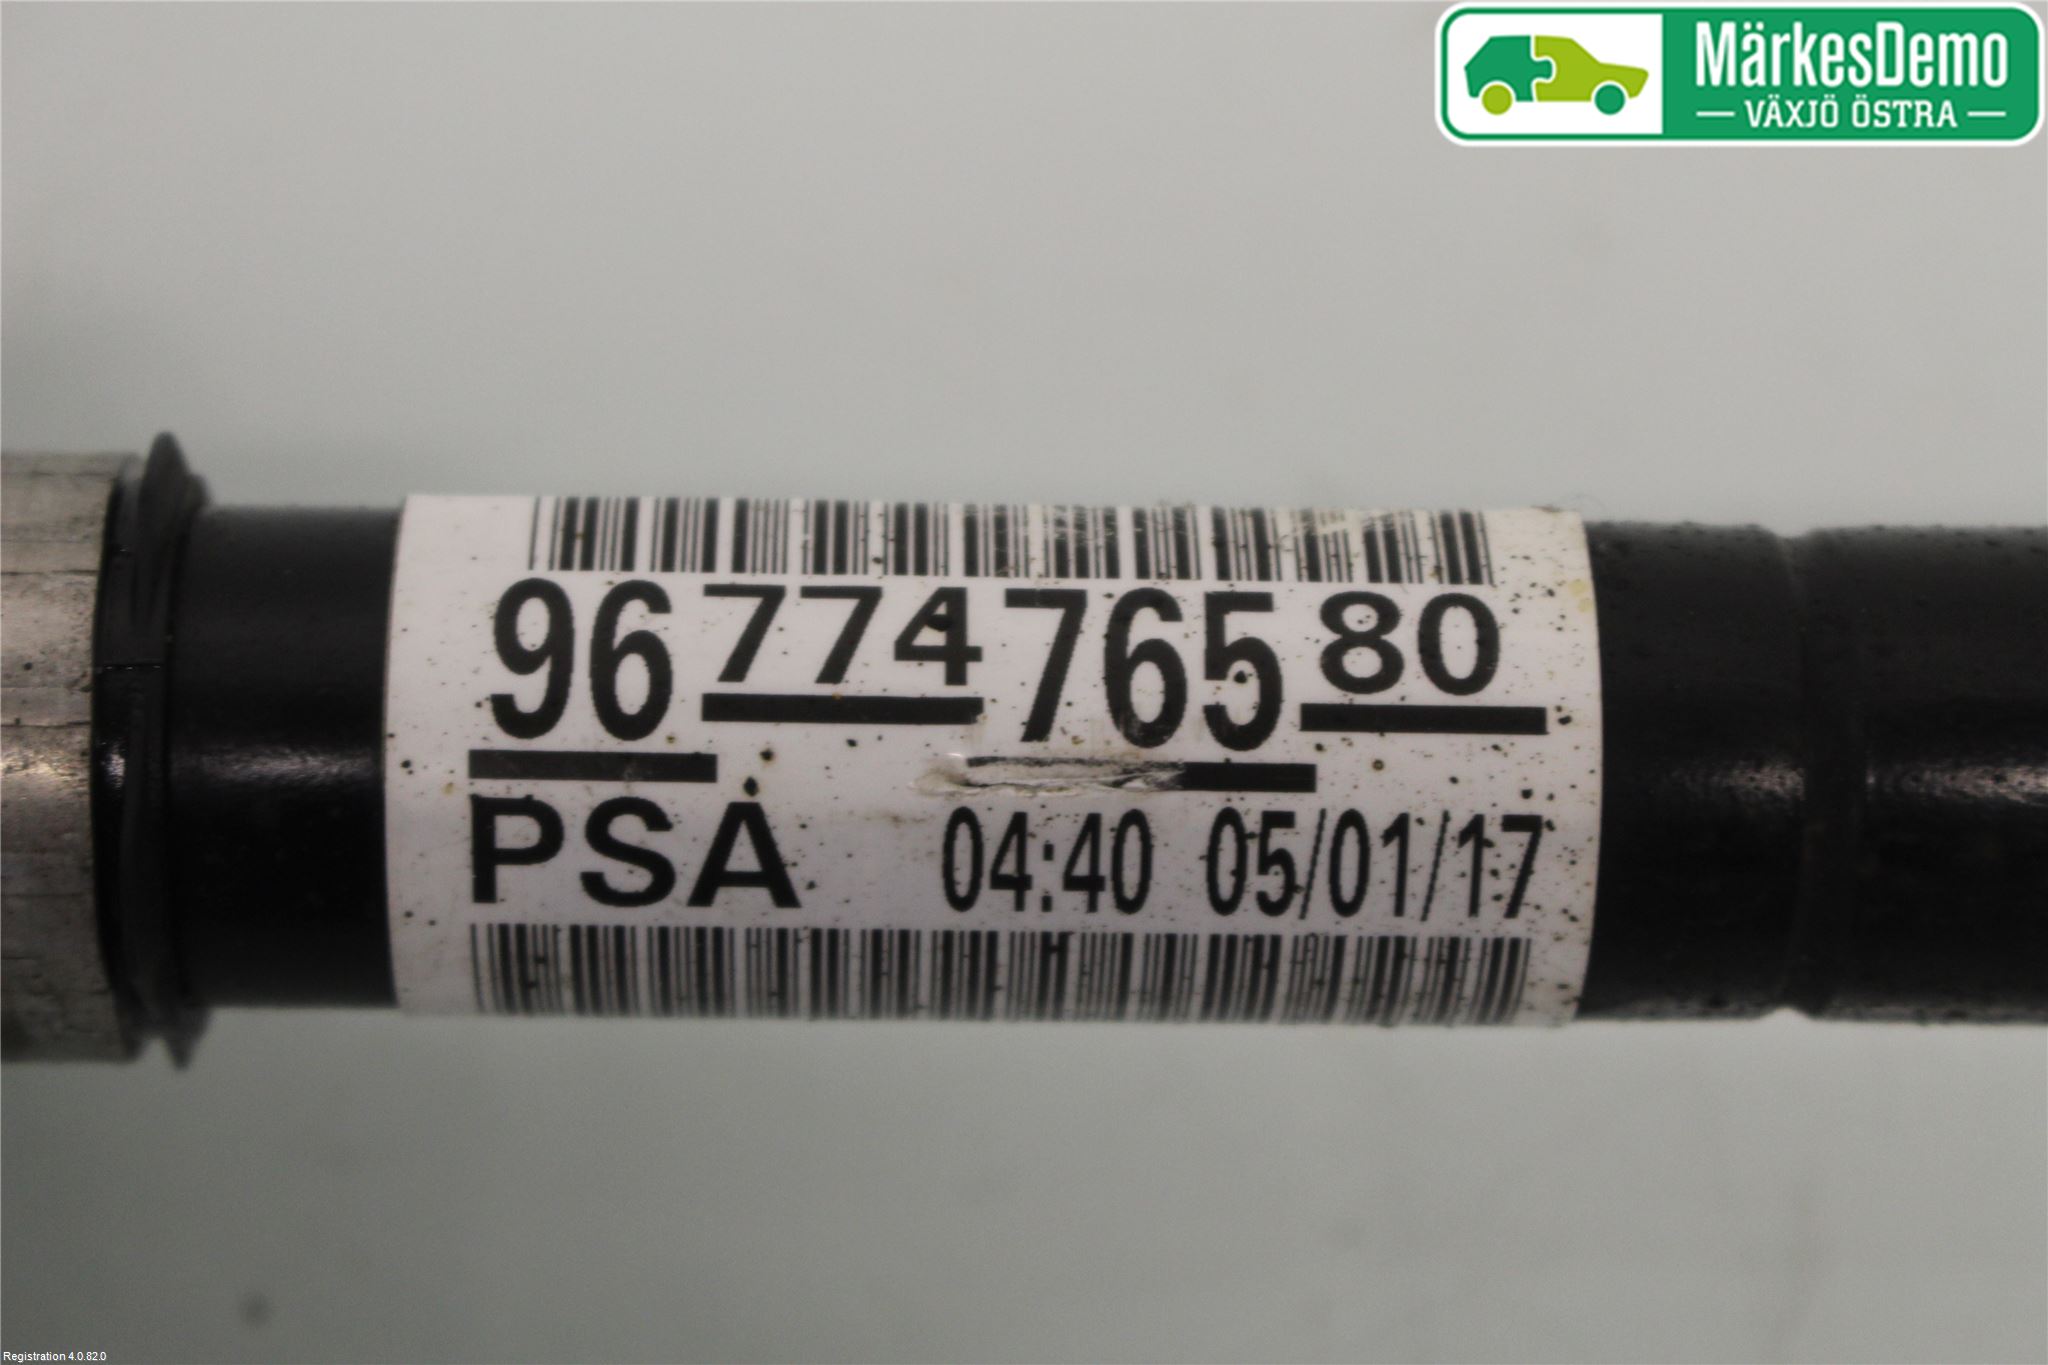 MärkesDemo
VÄXJÖ ÖSTRA
9677476580
PSA 04:40 05/01/17
Registration 4.0.82.0